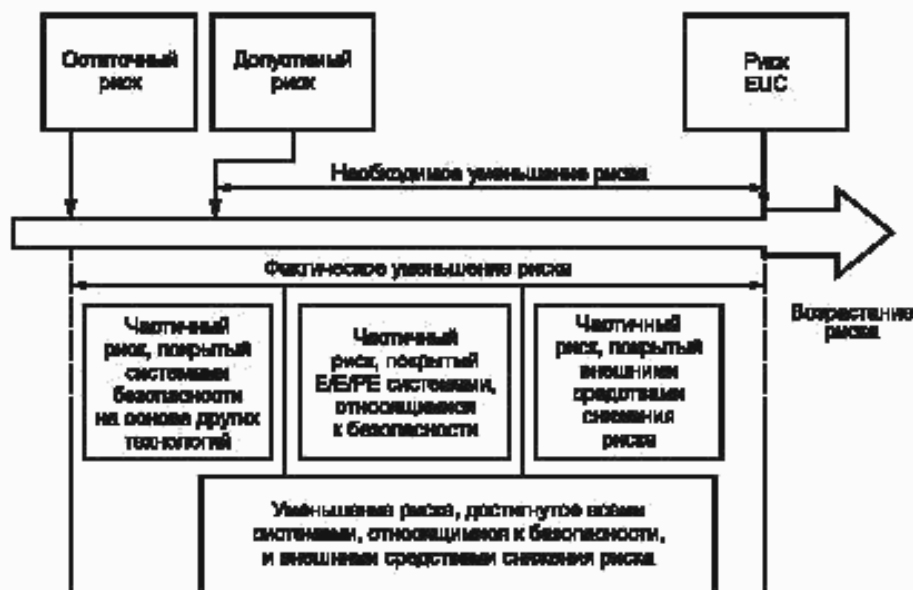 Остаточный
риск
Допустимый
риск
Риск
EUC
Необходимое уменьшение риска
Фактическое уменьшение риска
Возрастание
риска
Частичный
риск, покрытый
системами
безопасности
на основе других
технологий
Частичный
риск, покрытый
E/E/PE системами,
относящимися
к безопасности
Частичный
риск, покрытый
внешними
средствами
снижения
риска
Уменьшение риска, достигнутое всеми
системами, относящимися к безопасности,
и внешними средствами снижения риска